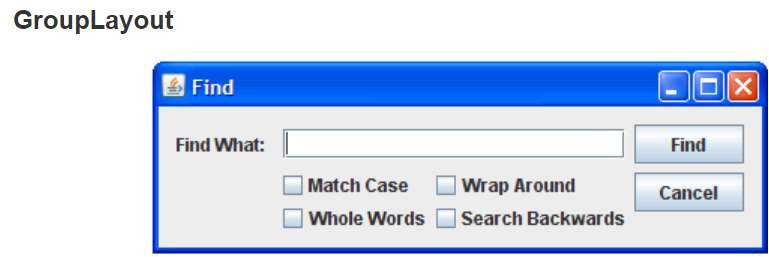 GroupLayout
Find
Find What:
Find
Match Case
Wrap Around
Cancel
Whole Words
Search Backwards